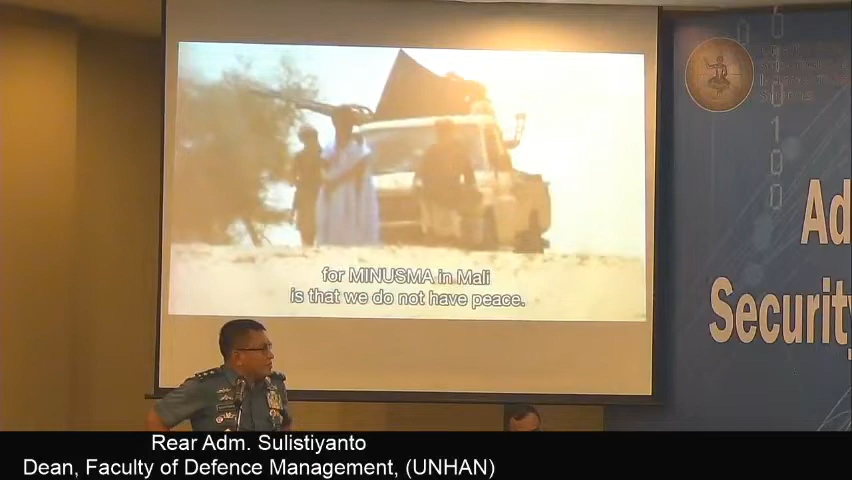 for MINUSMA in Mali
is that we do not have peace.
Ad
Security
Rear Adm. Sulistiyanto
Dean, Faculty of Defence Management, (UNHAN)